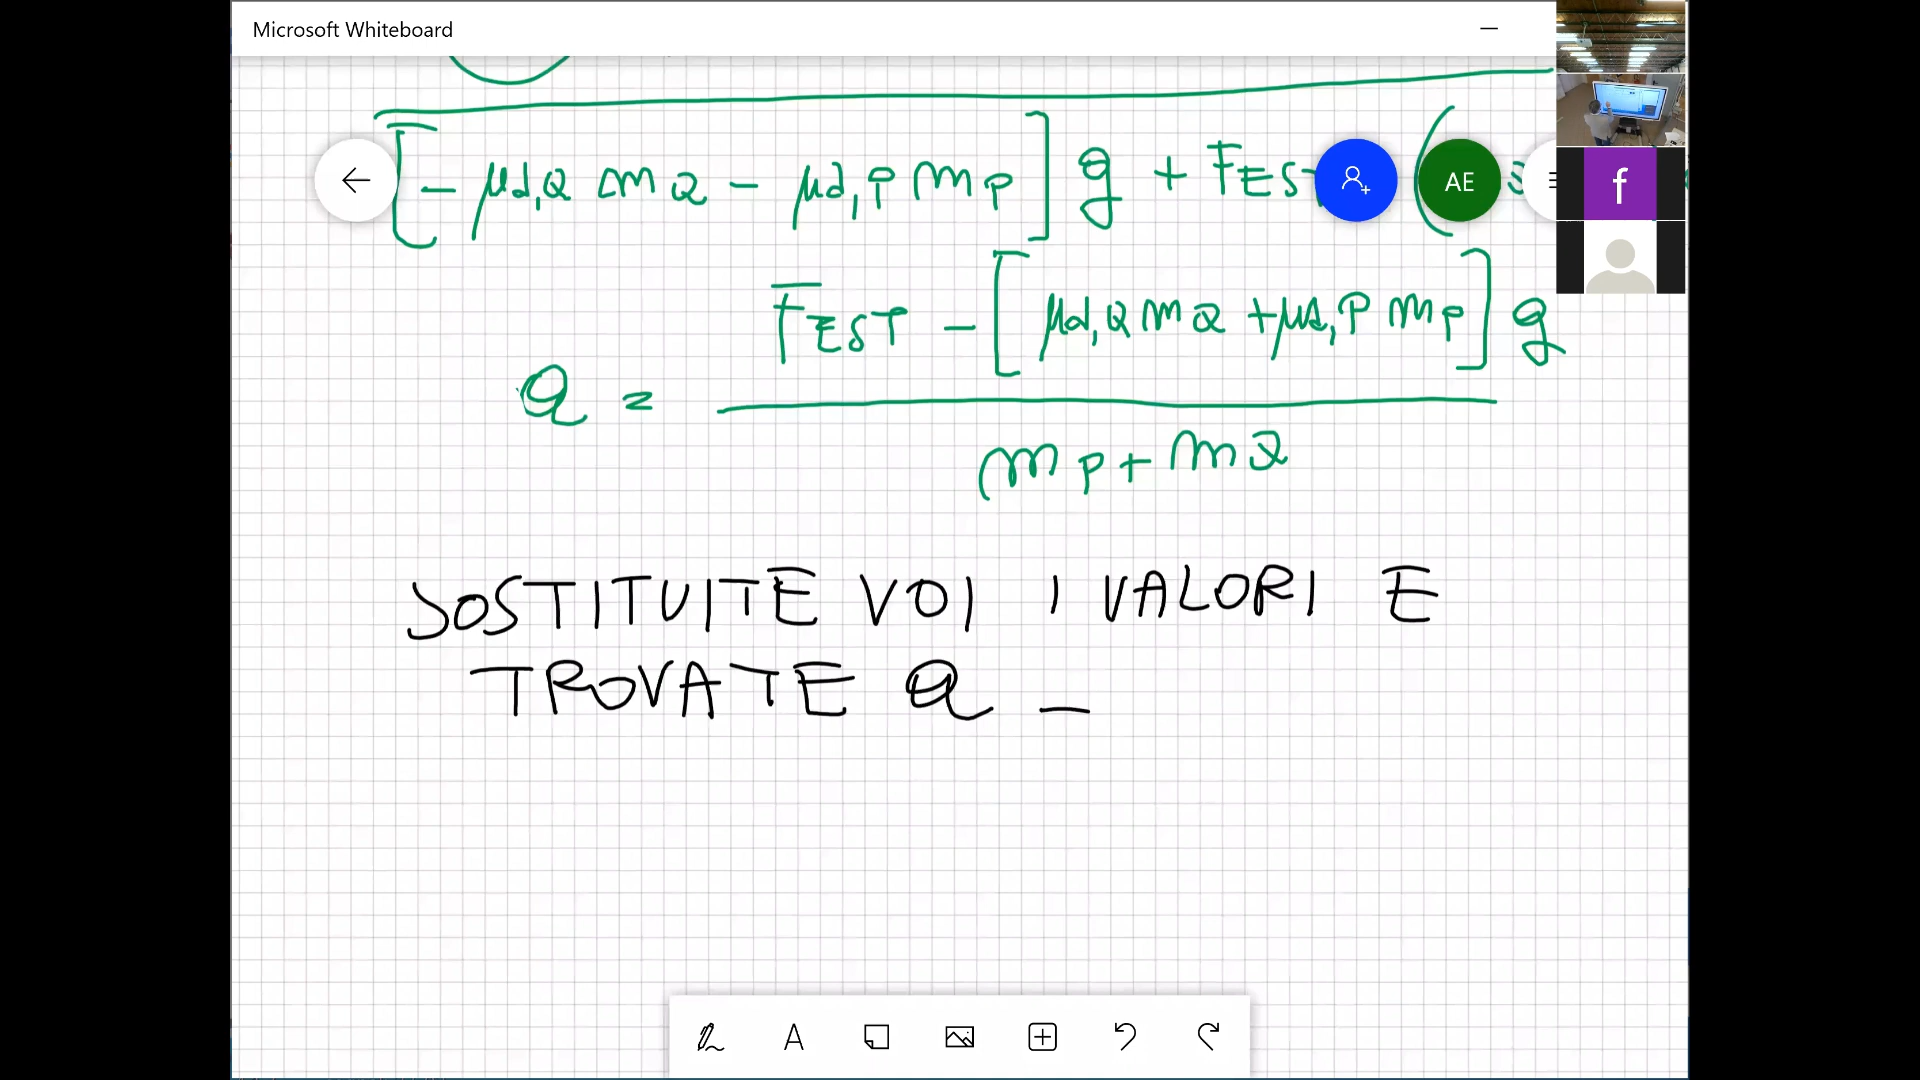 Microsoft Whiteboard
[- μd,Q mQ - μd,P mP] g + FEST (
AE
f
FEST - [μd,Q mQ + μd,P mP] g
a =
mP + mQ
SOSTITUITE VOI I VALORI E
TROVATE a _
A